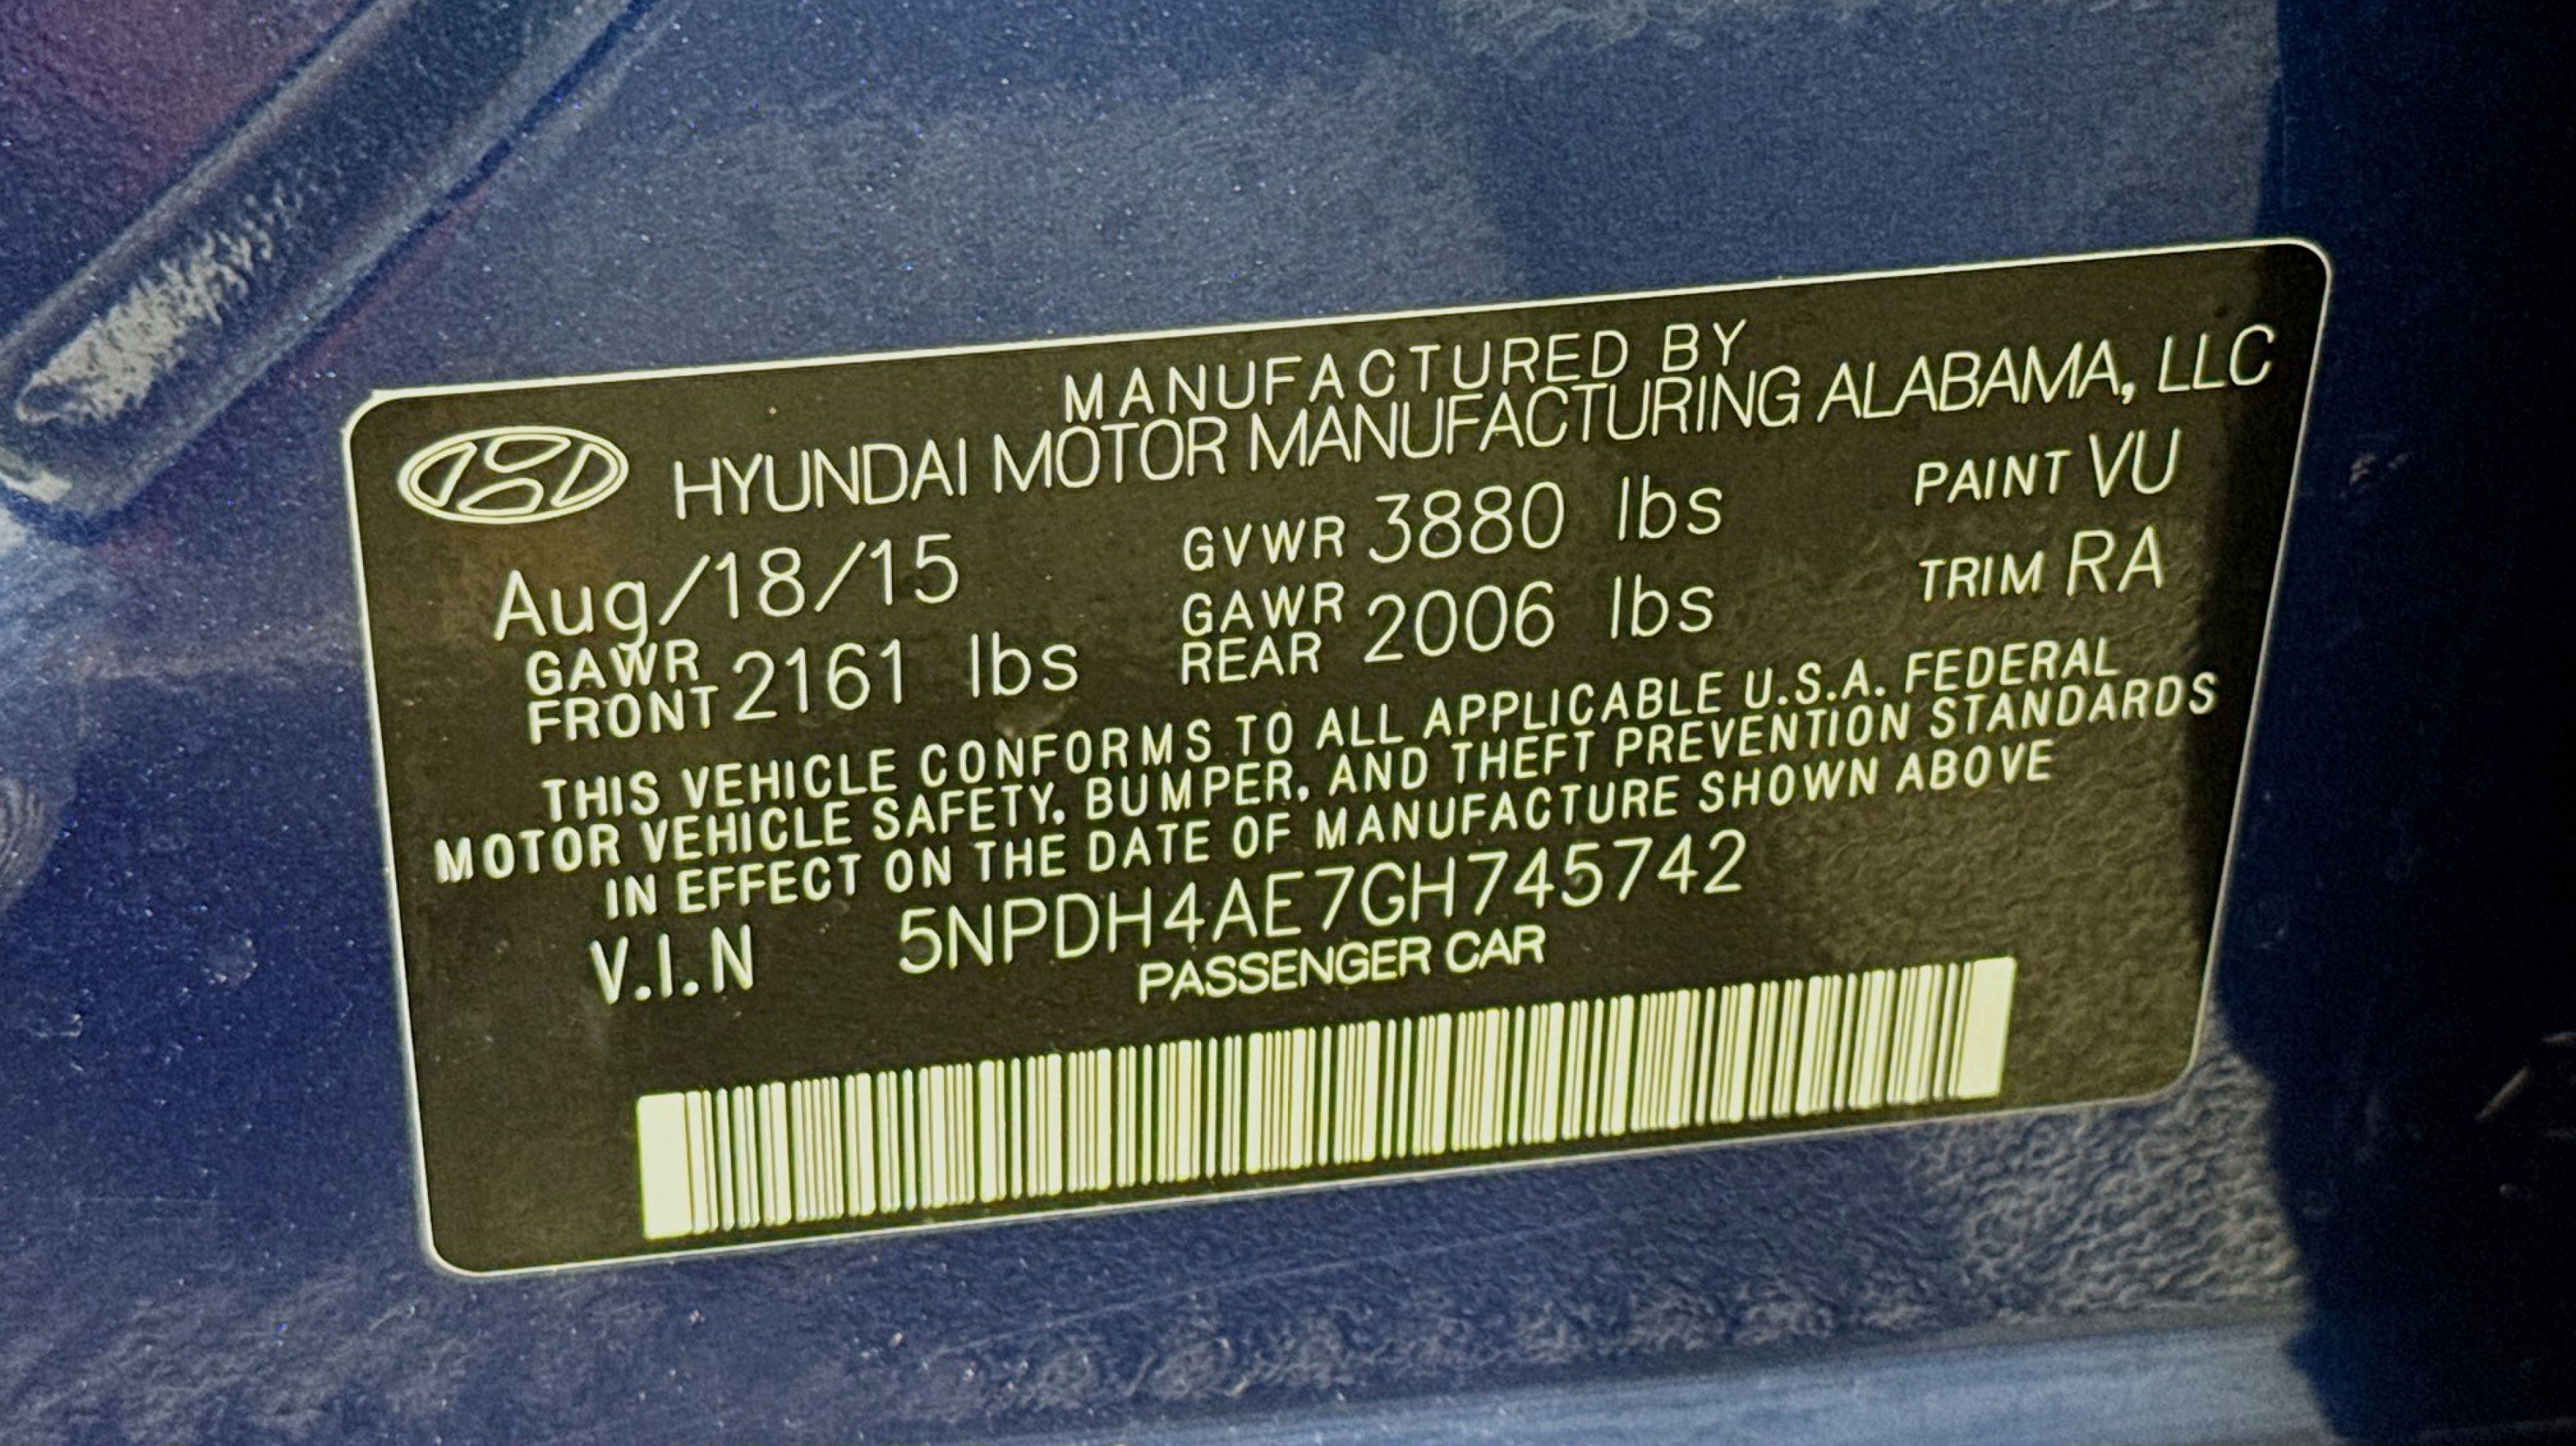 MANUFACTURED BY
HYUNDAI MOTOR MANUFACTURING ALABAMA, LLC
Aug/18/15 GVWR 3880 lbs PAINT VU
GAWR FRONT 2161 lbs GAWR REAR 2006 lbs TRIM RA
THIS VEHICLE CONFORMS TO ALL APPLICABLE U.S.A. FEDERAL
MOTOR VEHICLE SAFETY, BUMPER, AND THEFT PREVENTION STANDARDS
IN EFFECT ON THE DATE OF MANUFACTURE SHOWN ABOVE
V.I.N 5NPDH4AE7GH745742
PASSENGER CAR